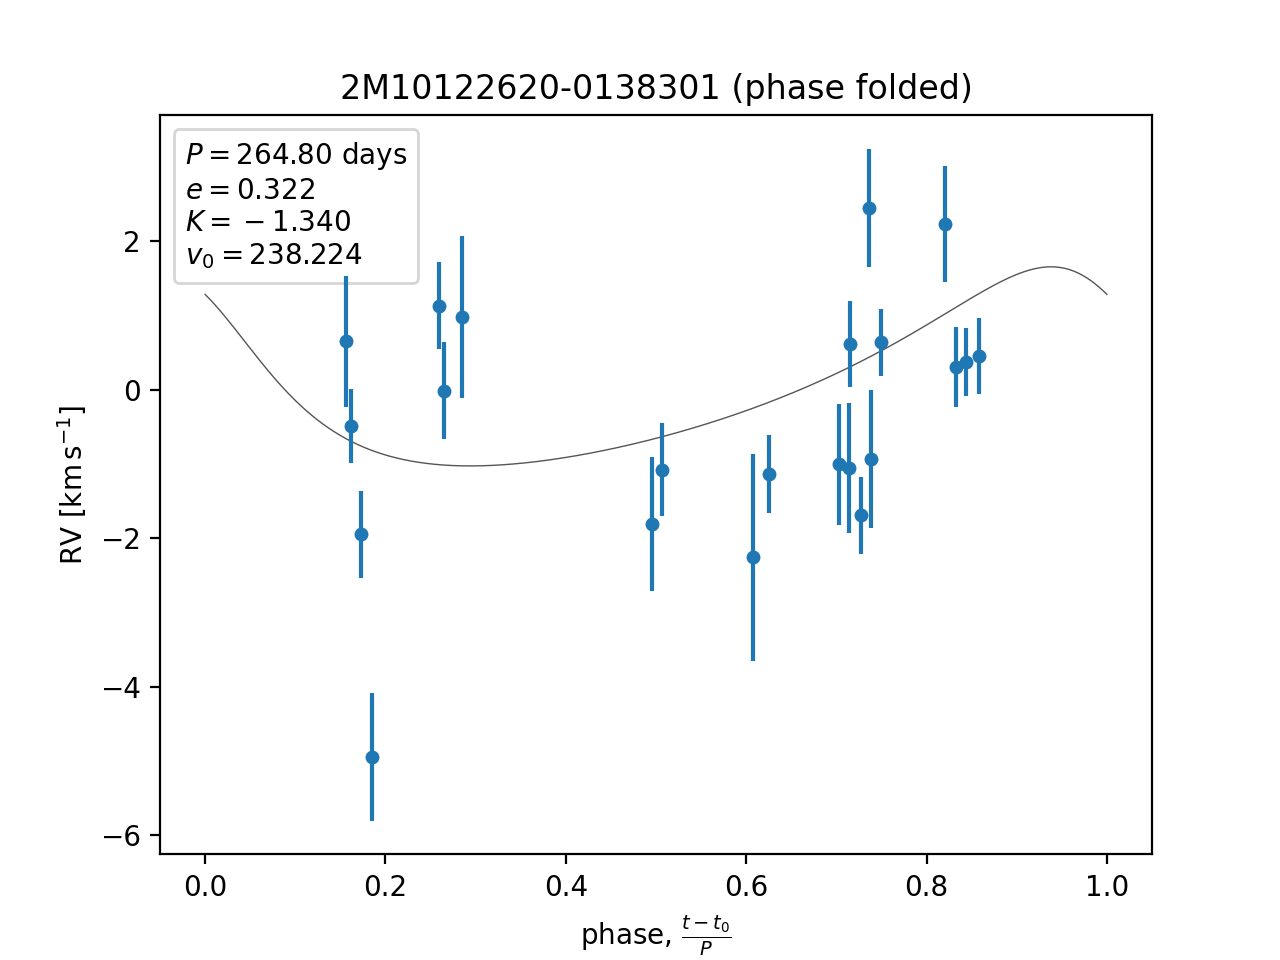 2M10122620-0138301 (phase folded)
P = 264.80 days
e = 0.322
K = −1.340
v₀ = 238.224
RV [km s⁻¹]
2
0
−2
−4
−6
0.0 0.2 0.4 0.6 0.8 1.0
phase, (t − t₀)/P